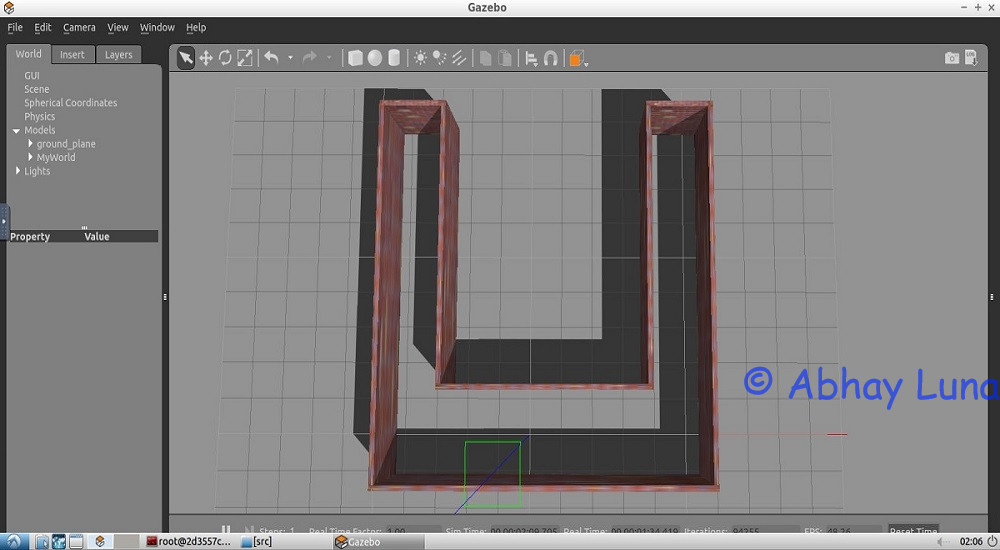 Gazebo
File Edit Camera View Window Help
World Insert Layers
GUI
Scene
Spherical Coordinates
Physics
Models
ground_plane
MyWorld
Lights
Property Value
© Abhay Luna
Steps: 1 Real Time Factor: 1.00 Sim Time: 00 00:02:09.705 Real Time: 00 00:01:34.419 Iterations: 94255 FPS: 48.26 Reset Time
root@2d3557c... [src] Gazebo 02:06